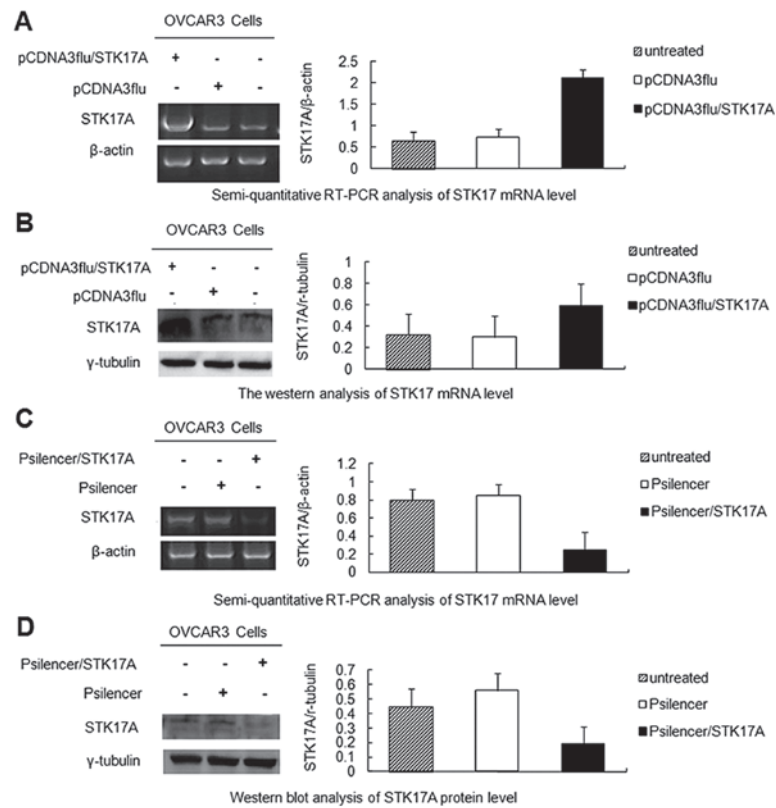 A
OVCAR3 Cells
pCDNA3flu/STK17A + - -
pCDNA3flu - + -
STK17A
β-actin
STK17A/β-actin
2.5
2
1.5
1
0.5
0
untreated
pCDNA3flu
pCDNA3flu/STK17A
Semi-quantitative RT-PCR analysis of STK17 mRNA level
B
OVCAR3 Cells
pCDNA3flu/STK17A + - -
pCDNA3flu - + -
STK17A
γ-tubulin
STK17A/r-tubulin
1
0.8
0.6
0.4
0.2
0
untreated
pCDNA3flu
pCDNA3flu/STK17A
The western analysis of STK17 mRNA level
C
OVCAR3 Cells
Psilencer/STK17A - - +
Psilencer - + -
STK17A
β-actin
STK17A/β-actin
1.2
1
0.8
0.6
0.4
0.2
0
untreated
Psilencer
Psilencer/STK17A
Semi-quantitative RT-PCR analysis of STK17 mRNA level
D
OVCAR3 Cells
Psilencer/STK17A - - +
Psilencer - + -
STK17A
γ-tubulin
STK17A/r-tubulin
0.7
0.6
0.5
0.4
0.3
0.2
0.1
0
untreated
Psilencer
Psilencer/STK17A
Western blot analysis of STK17A protein level